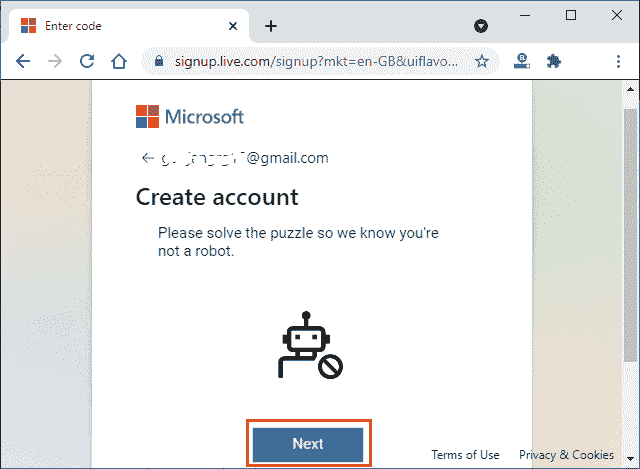 Enter code
signup.live.com/signup?mkt=en-GB&uiflavo...
Microsoft
@gmail.com
Create account
Please solve the puzzle so we know you're
not a robot.
Next
Terms of Use Privacy & Cookies